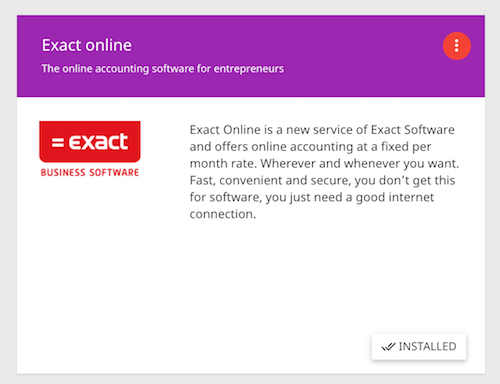 Exact online
The online accounting software for entrepreneurs
= exact
BUSINESS SOFTWARE
Exact Online is a new service of Exact Software
and offers online accounting at a fixed per
month rate. Wherever and whenever you want.
Fast, convenient and secure, you don't get this
for software, you just need a good internet
connection.
INSTALLED